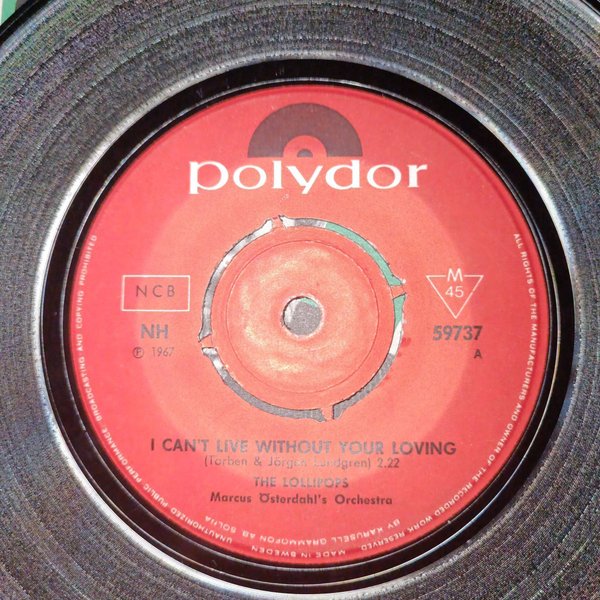 polydor
NCB
M
45
NH
59737
℗ 1967
A
I CAN'T LIVE WITHOUT YOUR LOVING
(Torben & Jörgen Lundgren) 2.22
THE LOLLIPOPS
Marcus Österdahl's Orchestra
ALL RIGHTS OF THE MANUFACTURERS AND OWNER OF THE RECORDED WORK RESERVED.
UNAUTHORIZED PUBLIC PERFORMANCE, BROADCASTING AND COPYING PROHIBITED
BY KARUSELL GRAMMOFON AB, SOLNA
MADE IN SWEDEN